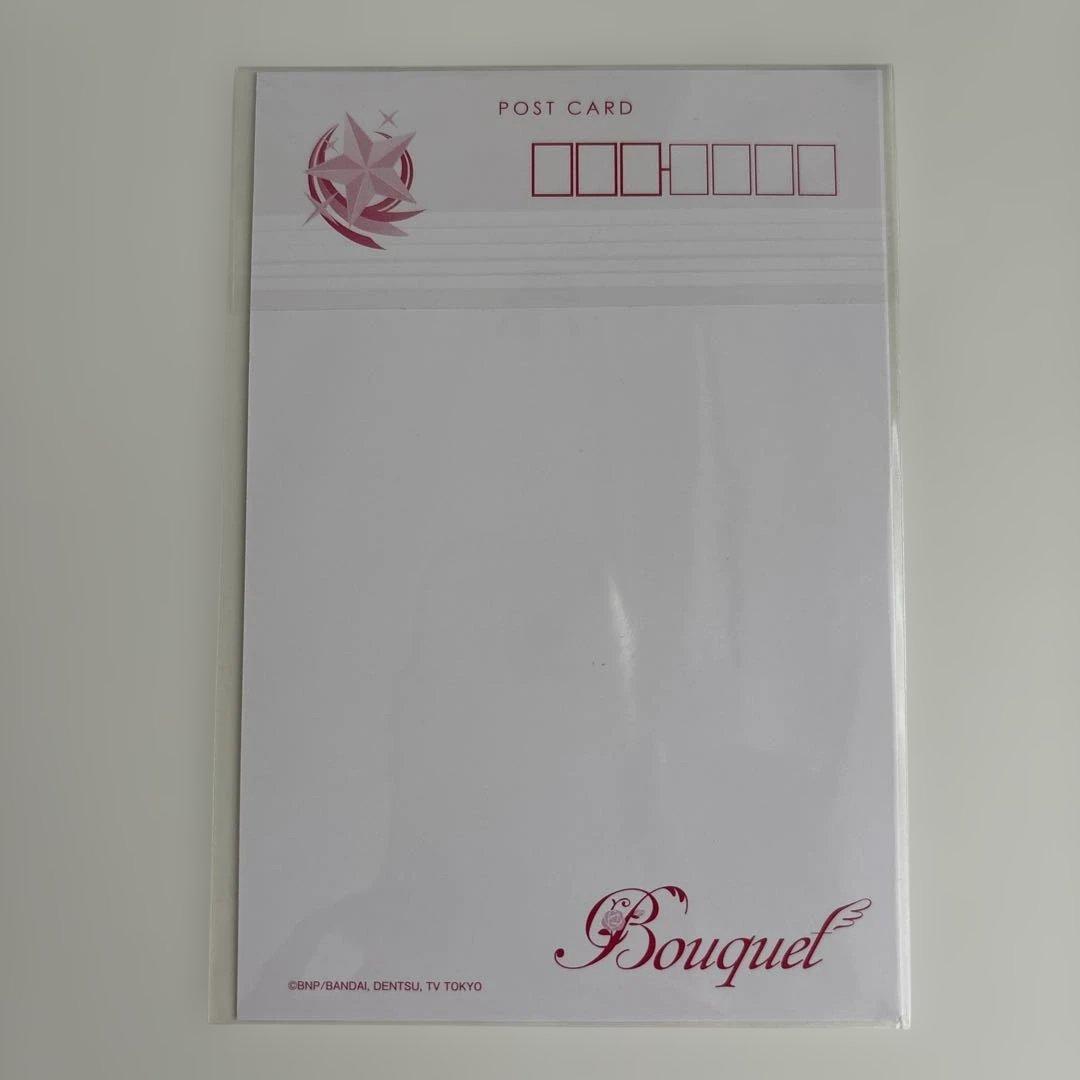 POST CARD
Bouquet
©BNP/BANDAI, DENTSU, TV TOKYO